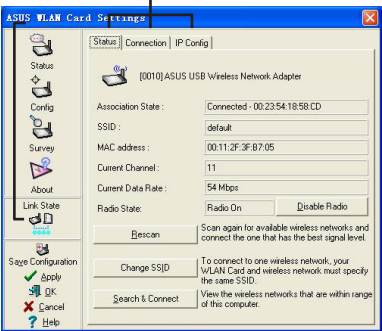 ASUS WLAN Card Settings
Status
Config
Survey
About
Link State
Save Configuration
Apply
OK
Cancel
Help
Status Connection IP Config
[0010] ASUS USB Wireless Network Adapter
Association State : Connected - 00:23:54:18:58:CD
SSID : default
MAC address : 00:11:2F:3F:B7:05
Current Channel : 11
Current Data Rate : 54 Mbps
Radio State: Radio On Disable Radio
Rescan
Scan again for available wireless networks and
connect the one that has the best signal level.
Change SSID
To connect to one wireless network, your
WLAN Card and wireless network must specify
the same SSID.
Search & Connect
View the wireless networks that are within range
of this computer.